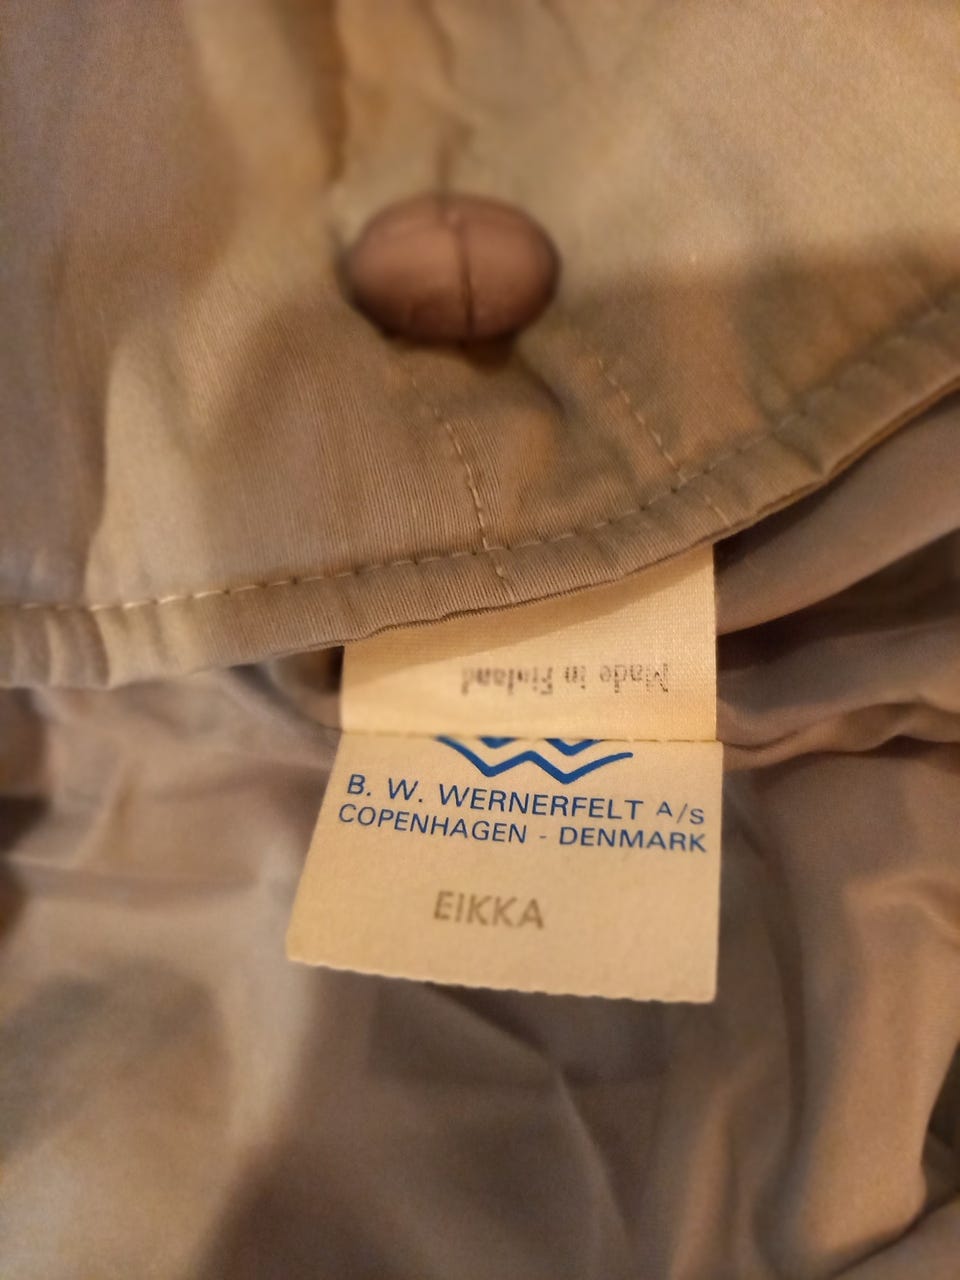 Made in Finland
B. W. WERNERFELT A/S
COPENHAGEN - DENMARK
EIKKA